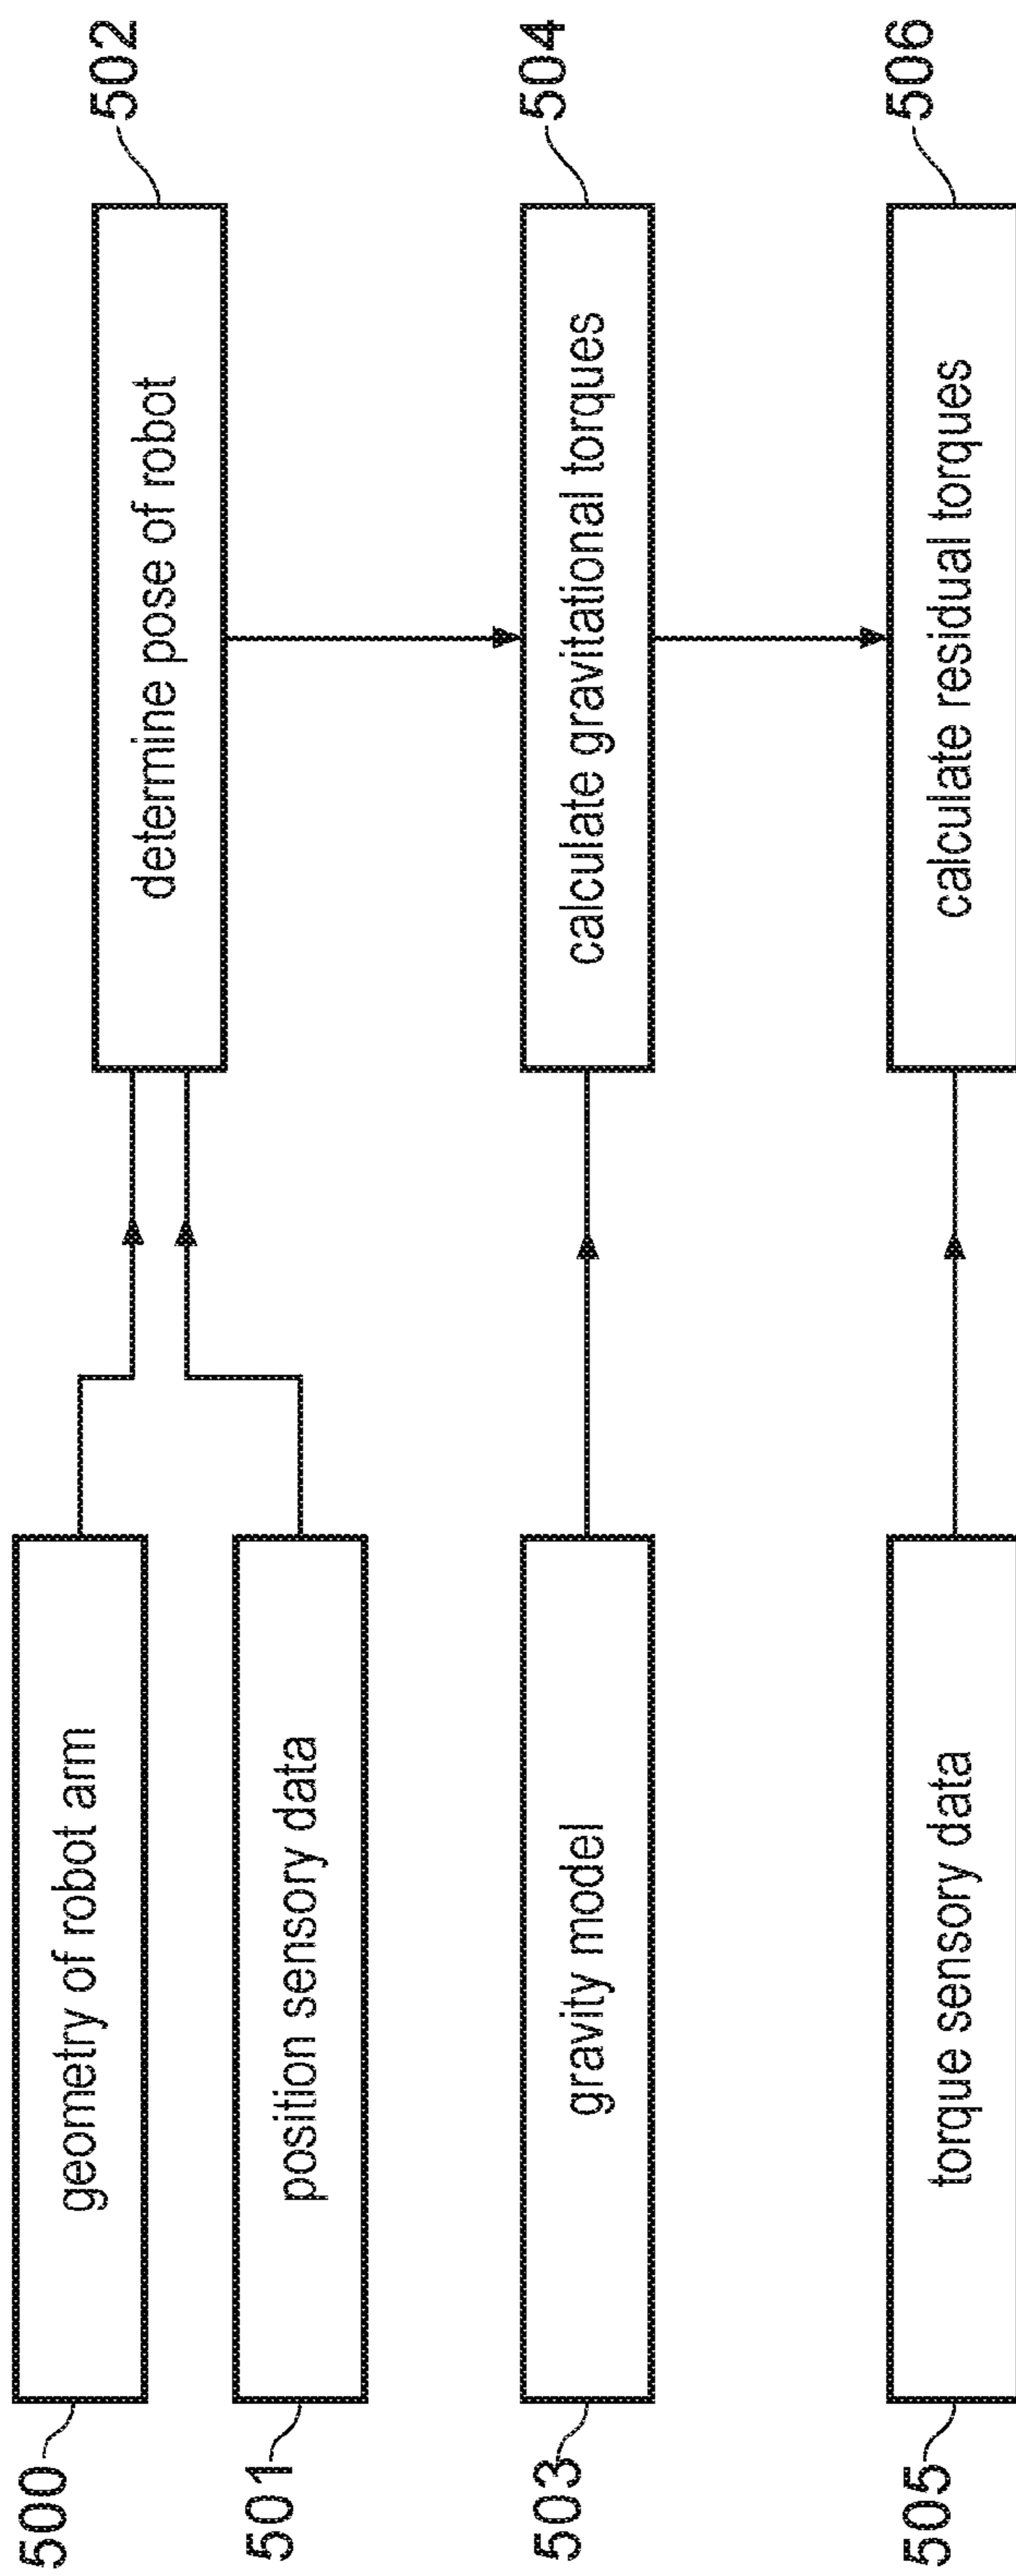 500
geometry of robot arm
501
position sensory data
determine pose of robot
502
503
gravity model
calculate gravitational torques
504
505
torque sensory data
calculate residual torques
506